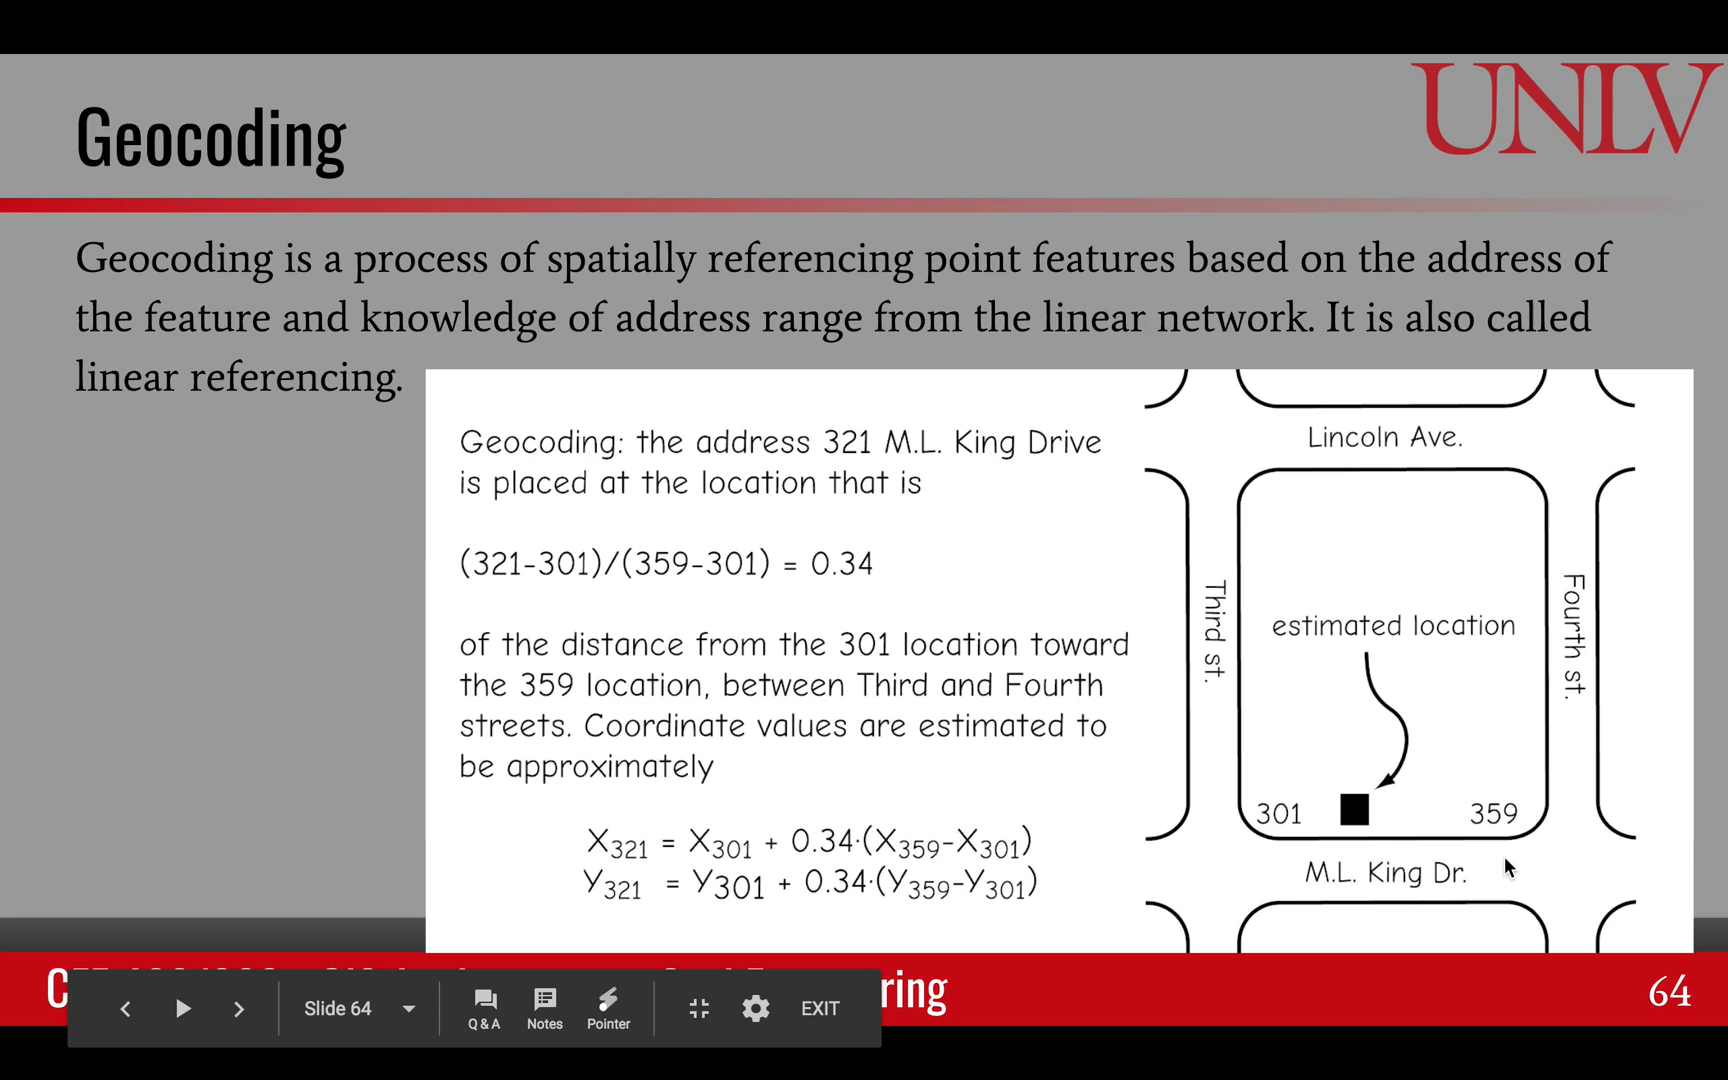 UNLV
Geocoding
Geocoding is a process of spatially referencing point features based on the address of
the feature and knowledge of address range from the linear network. It is also called
linear referencing.
Geocoding: the address 321 M.L. King Drive
is placed at the location that is
(321-301)/(359-301) = 0.34
of the distance from the 301 location toward
the 359 location, between Third and Fourth
streets. Coordinate values are estimated to
be approximately
X321 = X301 + 0.34·(X359-X301)
Y321 = Y301 + 0.34·(Y359-Y301)
Lincoln Ave.
Third st.
Fourth st.
estimated location
301
359
M.L. King Dr.
ring
64
Slide 64
Q & A
Notes
Pointer
EXIT